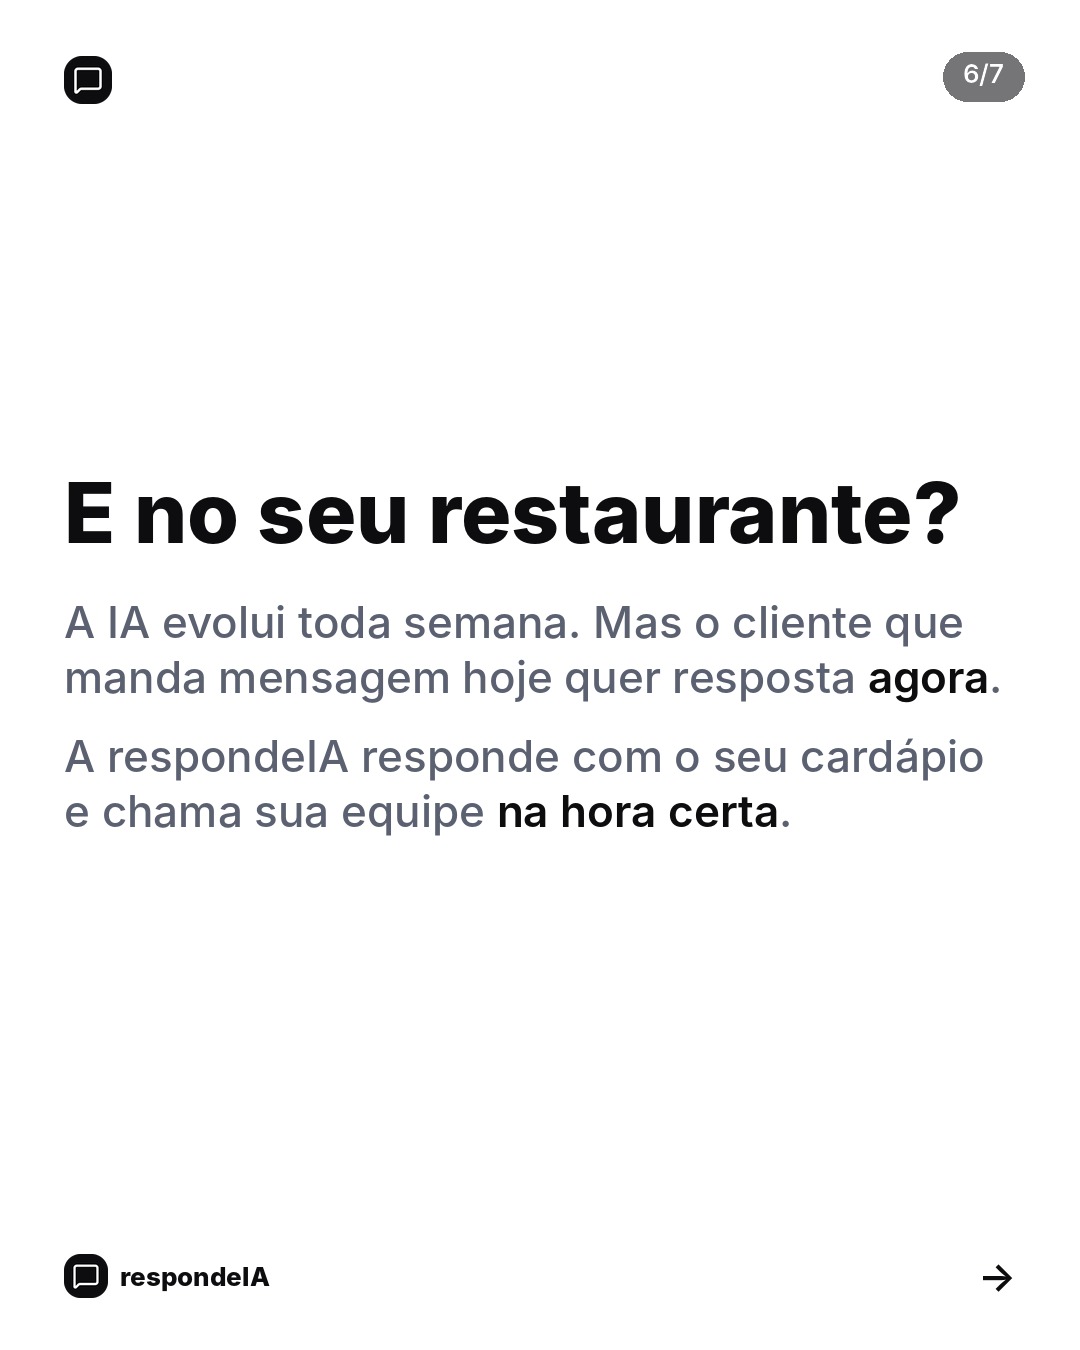 6/7
E no seu restaurante?
A IA evolui toda semana. Mas o cliente que
manda mensagem hoje quer resposta agora.
A respondeIA responde com o seu cardápio
e chama sua equipe na hora certa.
respondeIA